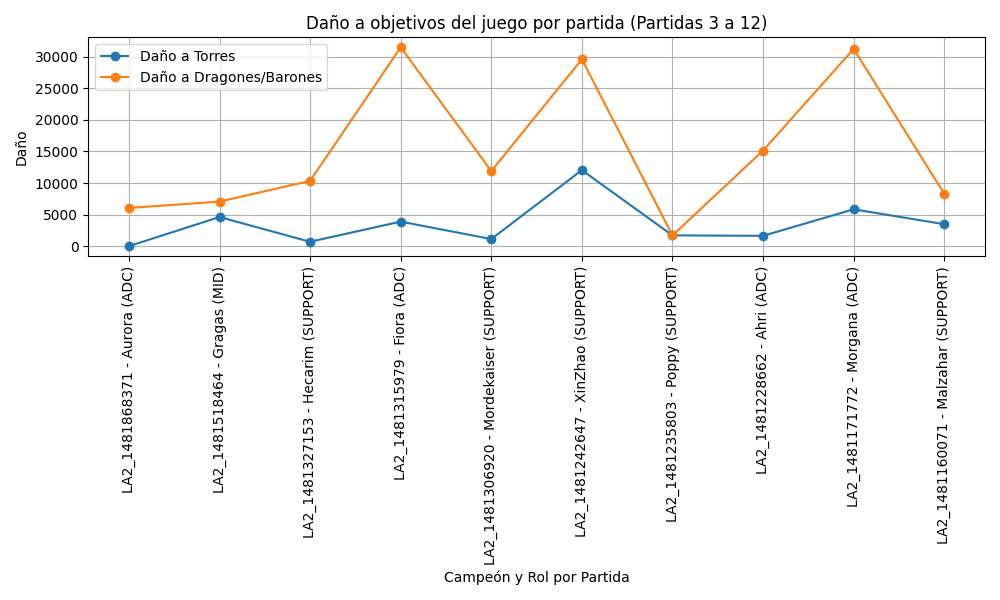 Daño a objetivos del juego por partida (Partidas 3 a 12)
Daño a Torres
Daño a Dragones/Barones
Daño
30000
25000
20000
15000
10000
5000
0
LA2_1481868371 - Aurora (ADC)
LA2_1481518464 - Gragas (MID)
LA2_1481327153 - Hecarim (SUPPORT)
LA2_1481315979 - Fiora (ADC)
LA2_1481306920 - Mordekaiser (SUPPORT)
LA2_1481242647 - XinZhao (SUPPORT)
LA2_1481235803 - Poppy (SUPPORT)
LA2_1481228662 - Ahri (ADC)
LA2_1481171772 - Morgana (ADC)
LA2_1481160071 - Malzahar (SUPPORT)
Campeón y Rol por Partida